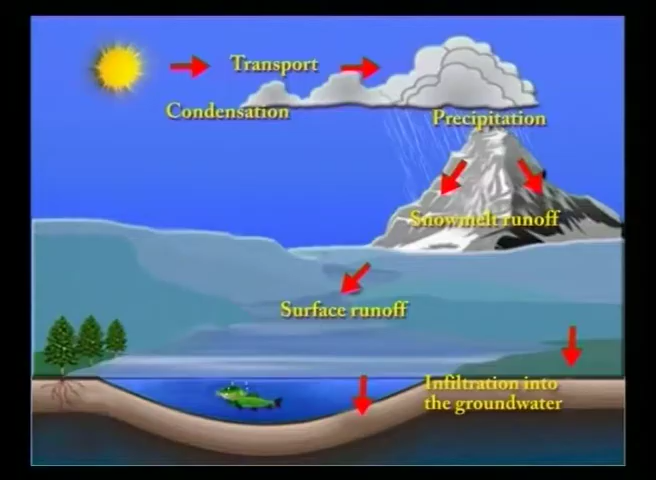 Transport
Condensation
Precipitation
Snowmelt runoff
Surface runoff
Infiltration into
the groundwater